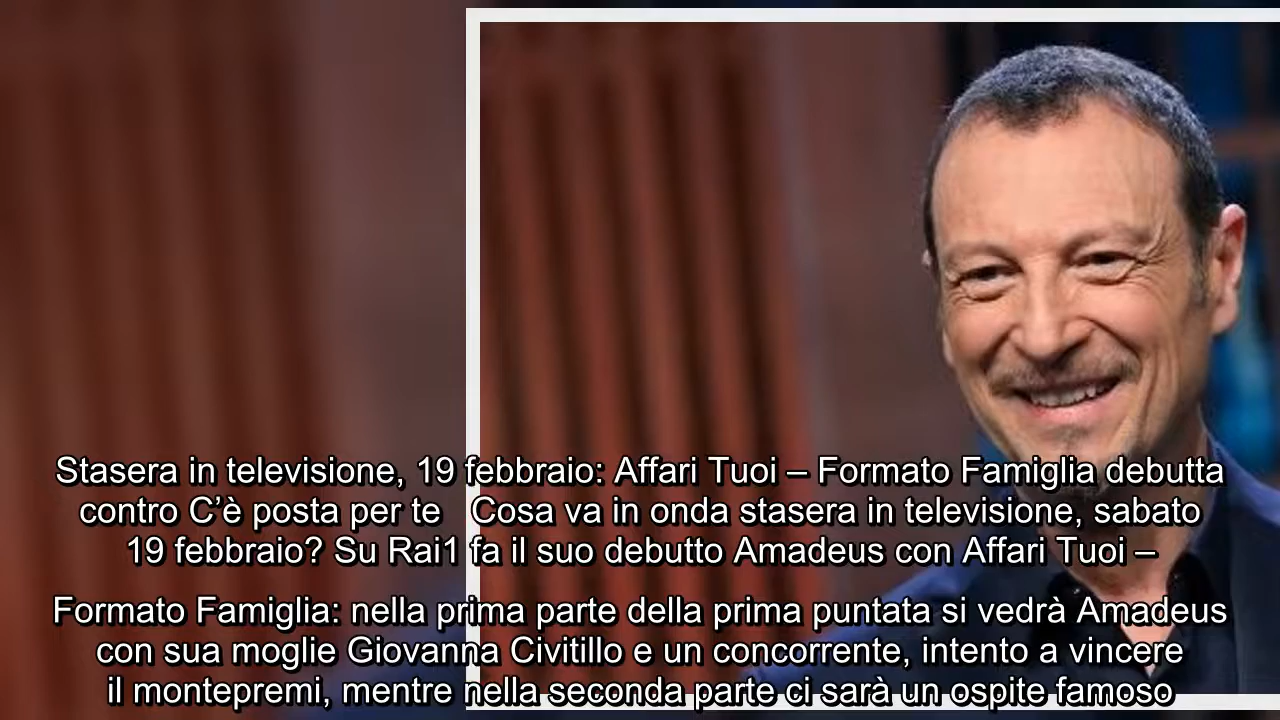 Stasera in televisione, 19 febbraio: Affari Tuoi – Formato Famiglia debutta
contro C’è posta per te   Cosa va in onda stasera in televisione, sabato
19 febbraio? Su Rai1 fa il suo debutto Amadeus con Affari Tuoi –
Formato Famiglia: nella prima parte della prima puntata si vedrà Amadeus
con sua moglie Giovanna Civitillo e un concorrente, intento a vincere
il montepremi, mentre nella seconda parte ci sarà un ospite famoso